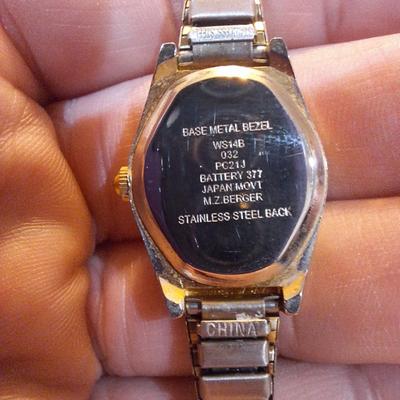 BASE METAL BEZEL
WS14B
032
PC21J
BATTERY 377
JAPAN MOVT
M.Z.BERGER
STAINLESS STEEL BACK
CHINA